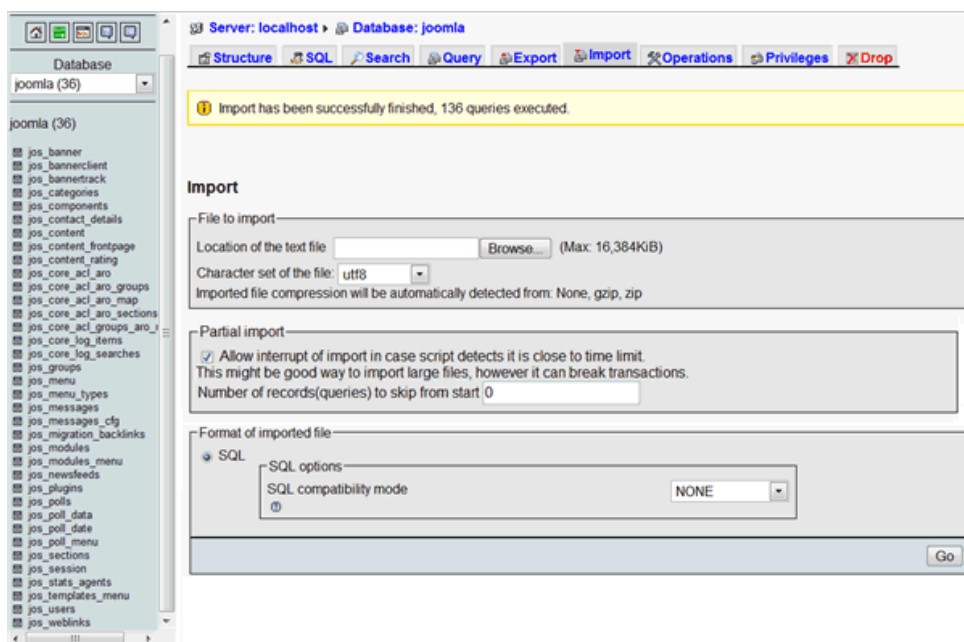 Database
joomla (36)
joomla (36)
jos_banner
jos_bannerclient
jos_bannertrack
jos_categories
jos_components
jos_contact_details
jos_content
jos_content_frontpage
jos_content_rating
jos_core_acl_aro
jos_core_acl_aro_groups
jos_core_acl_aro_map
jos_core_acl_aro_sections
jos_core_acl_groups_aro_
jos_core_log_items
jos_core_log_searches
jos_groups
jos_menu
jos_menu_types
jos_messages
jos_messages_cfg
jos_migration_backlinks
jos_modules
jos_modules_menu
jos_newsfeeds
jos_plugins
jos_polls
jos_poll_data
jos_poll_date
jos_poll_menu
jos_sections
jos_session
jos_stats_agents
jos_templates_menu
jos_users
jos_weblinks
Server: localhost Database: joomla
Structure SQL Search Query Export Import Operations Privileges Drop
Import has been successfully finished, 136 queries executed.
Import
File to import
Location of the text file Browse... (Max: 16,384KiB)
Character set of the file: utf8
Imported file compression will be automatically detected from: None, gzip, zip
Partial import
Allow interrupt of import in case script detects it is close to time limit.
This might be good way to import large files, however it can break transactions.
Number of records(queries) to skip from start 0
Format of imported file
SQL
SQL options
SQL compatibility mode NONE
Go